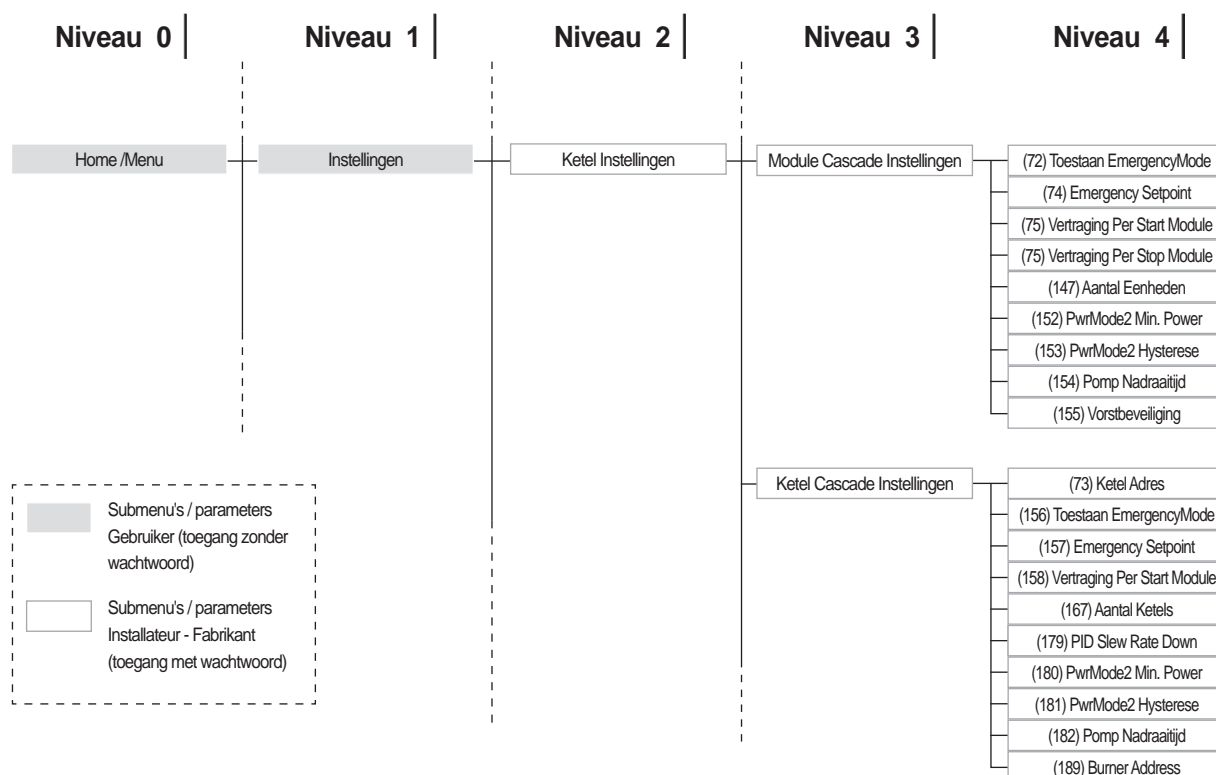 Niveau 0
Niveau 1
Niveau 2
Niveau 3
Niveau 4
Home /Menu
Instellingen
Ketel Instellingen
Module Cascade Instellingen
(72) Toestaan EmergencyMode
(74) Emergency Setpoint
(75) Vertraging Per Start Module
(75) Vertraging Per Stop Module
(147) Aantal Eenheden
(152) PwrMode2 Min. Power
(153) PwrMode2 Hysterese
(154) Pomp Nadraaitijd
(155) Vorstbeveiliging
Ketel Cascade Instellingen
(73) Ketel Adres
(156) Toestaan EmergencyMode
(157) Emergency Setpoint
(158) Vertraging Per Start Module
(167) Aantal Ketels
(179) PID Slew Rate Down
(180) PwrMode2 Min. Power
(181) PwrMode2 Hysterese
(182) Pomp Nadraaitijd
(189) Burner Address
Submenu's / parameters
Gebruiker (toegang zonder
wachtwoord)
Submenu's / parameters
Installateur - Fabrikant
(toegang met wachtwoord)